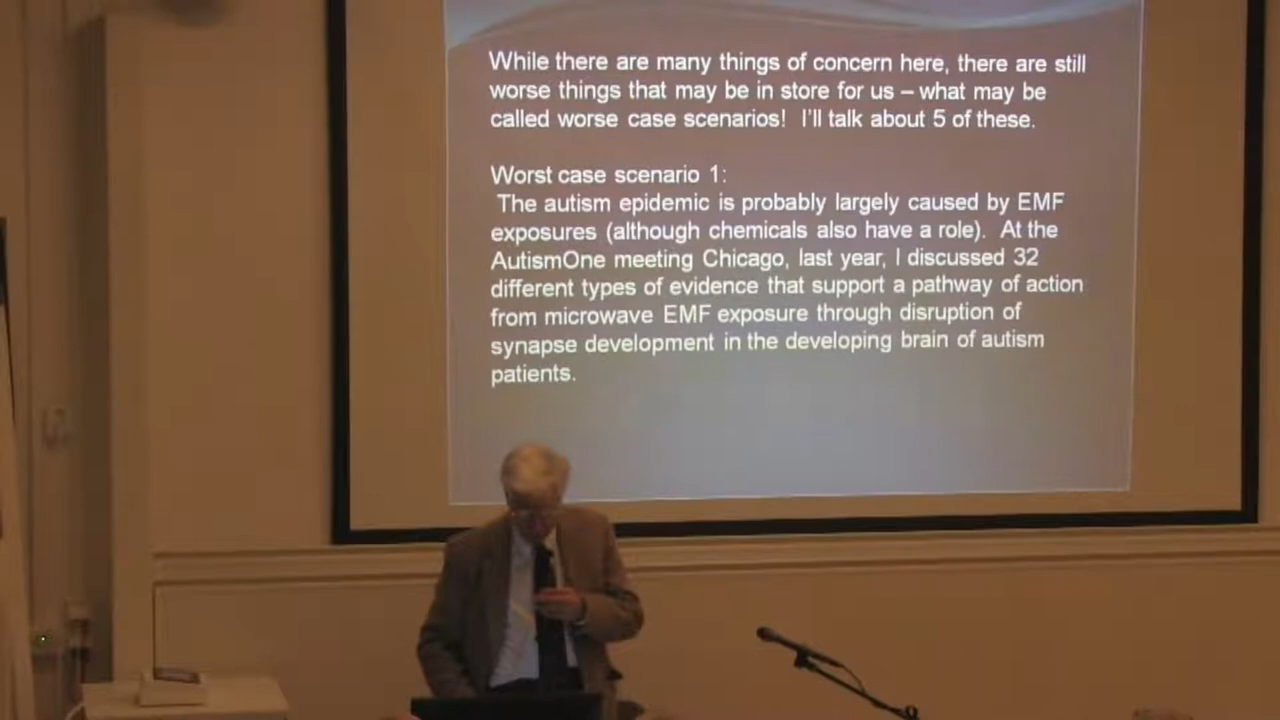 While there are many things of concern here, there are still
worse things that may be in store for us – what may be
called worse case scenarios!  I'll talk about 5 of these.
Worst case scenario 1:
The autism epidemic is probably largely caused by EMF
exposures (although chemicals also have a role).  At the
AutismOne meeting Chicago, last year, I discussed 32
different types of evidence that support a pathway of action
from microwave EMF exposure through disruption of
synapse development in the developing brain of autism
patients.